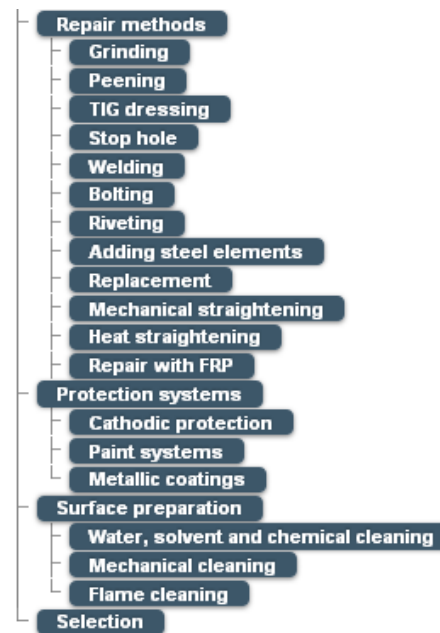 Repair methods
Grinding
Peening
TIG dressing
Stop hole
Welding
Bolting
Riveting
Adding steel elements
Replacement
Mechanical straightening
Heat straightening
Repair with FRP
Protection systems
Cathodic protection
Paint systems
Metallic coatings
Surface preparation
Water, solvent and chemical cleaning
Mechanical cleaning
Flame cleaning
Selection